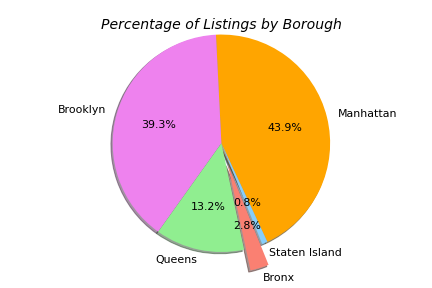 Percentage of Listings by Borough
Brooklyn
Manhattan
39.3%
43.9%
13.2%
0.8%
2.8%
Staten Island
Queens
Bronx